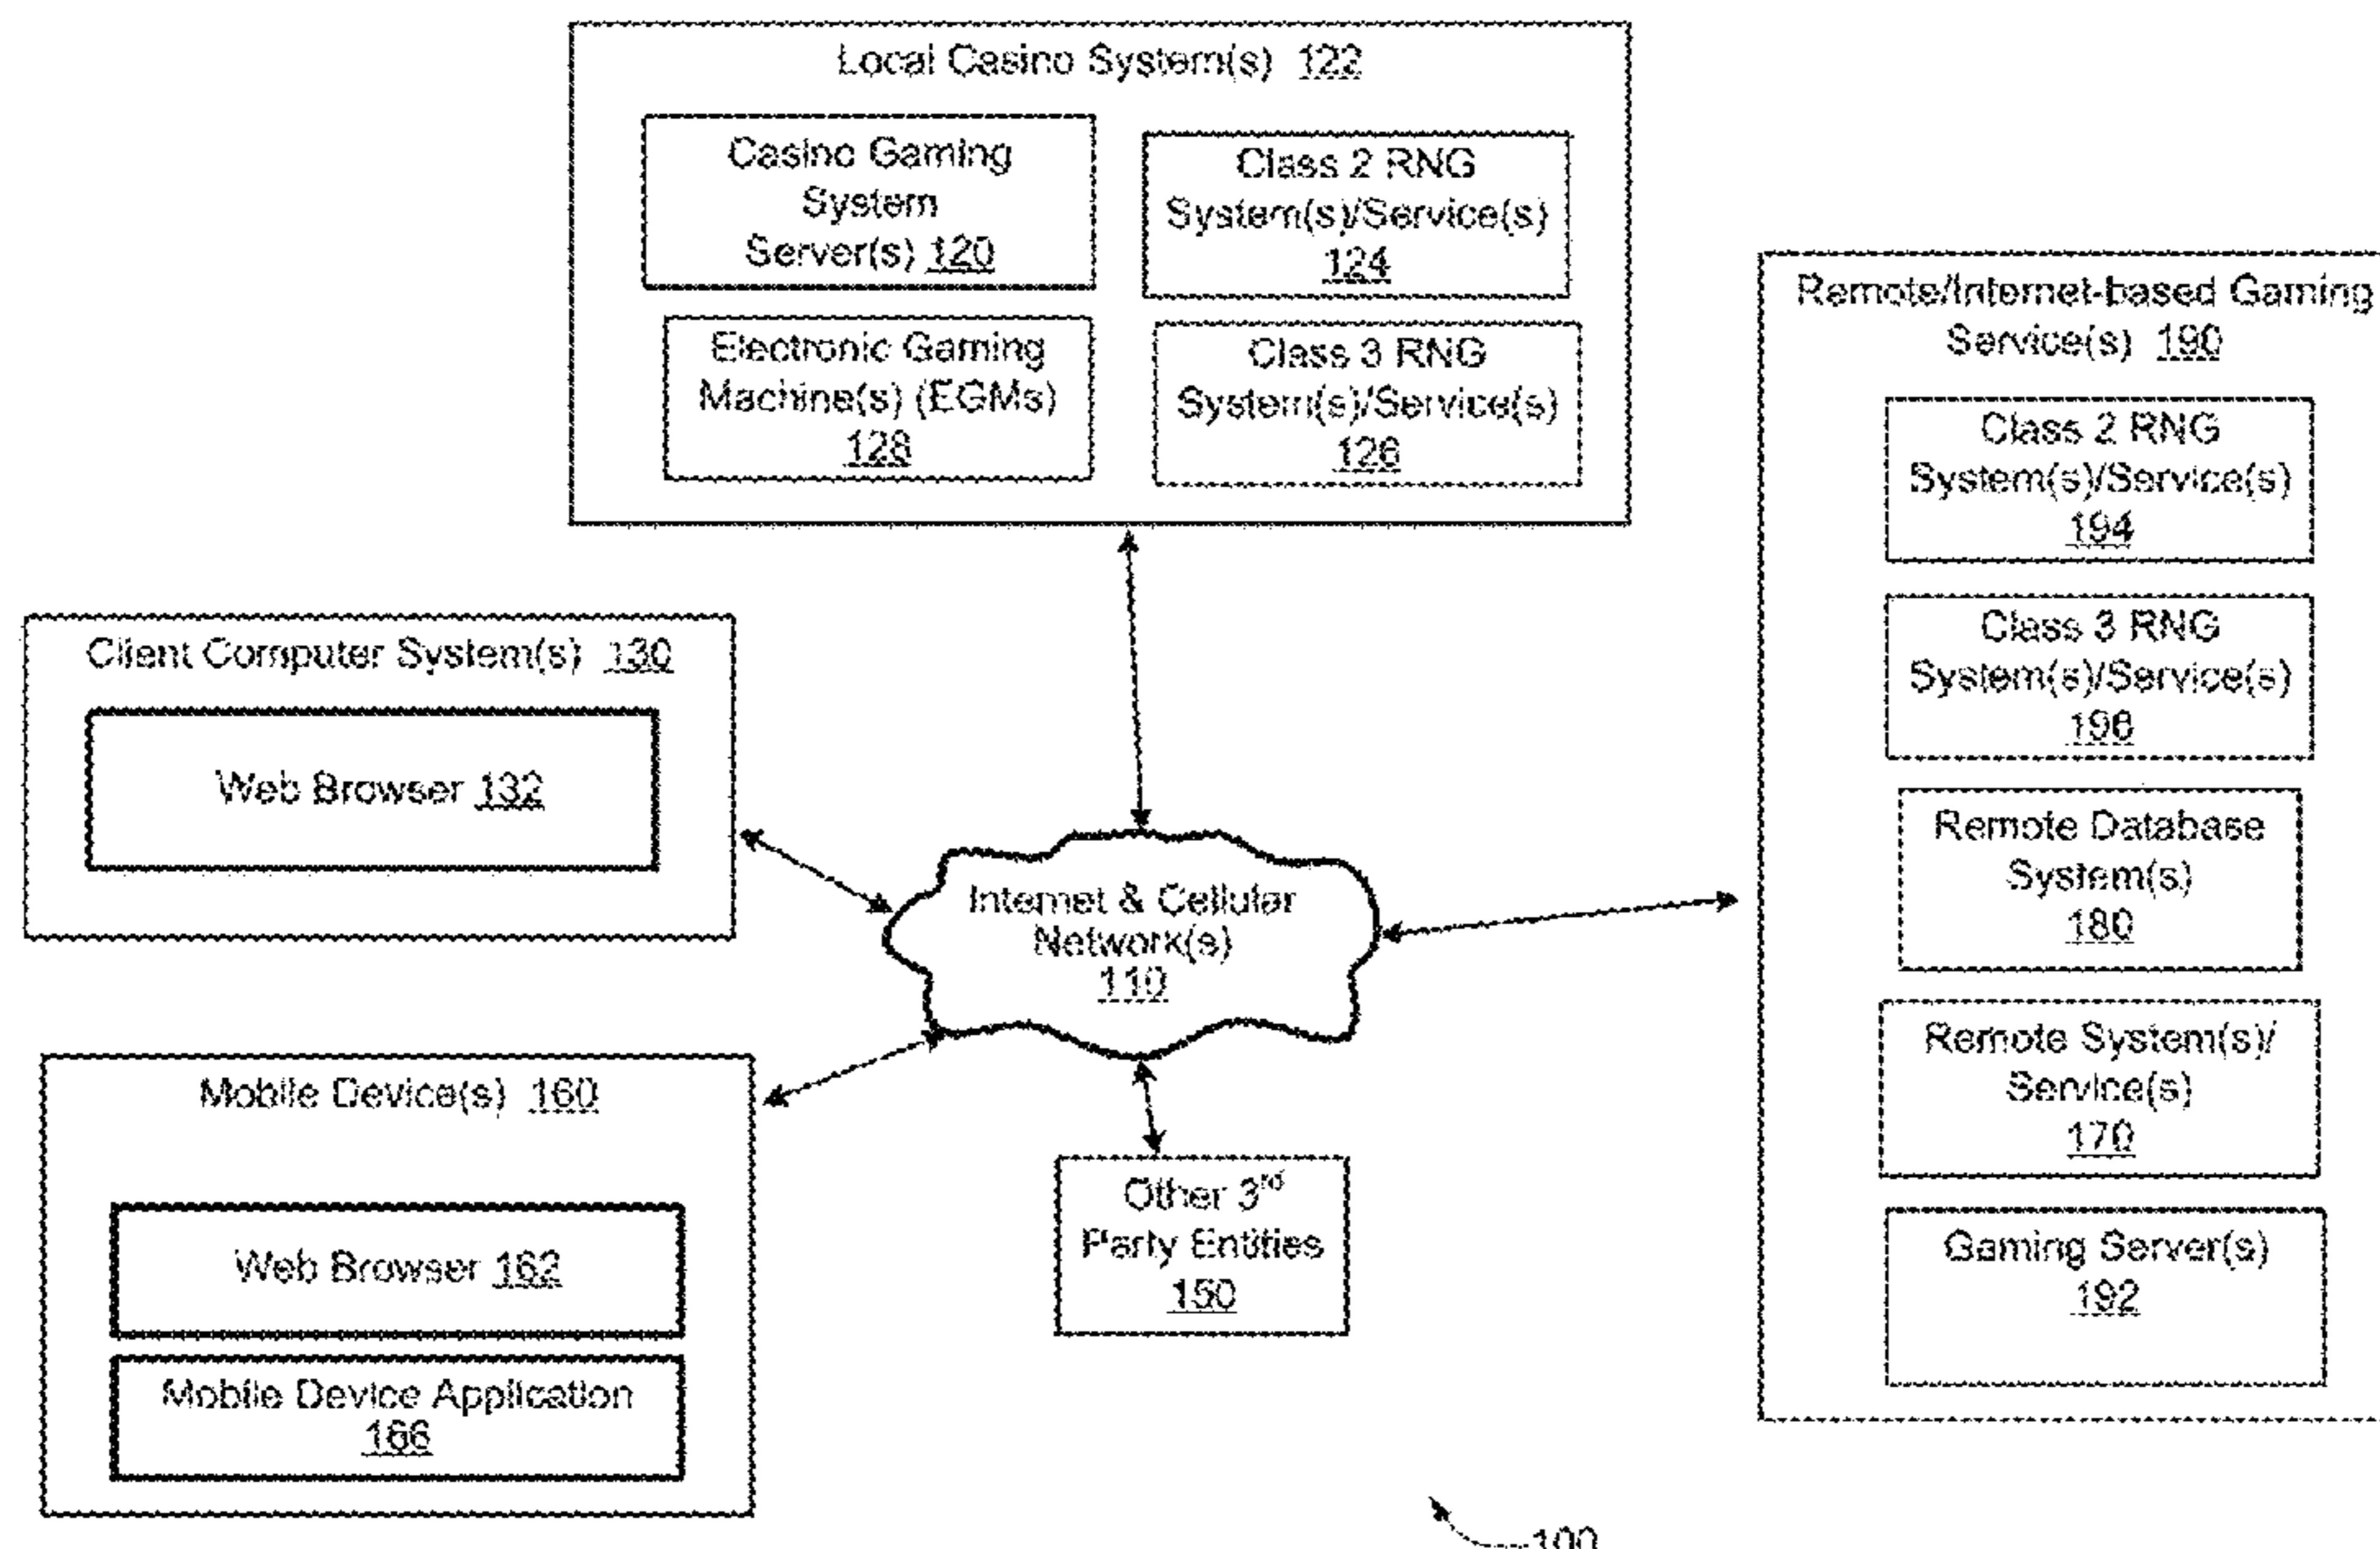 Local Casino System(s) 122
Casino Gaming
System
Server(s) 120
Class 2 RNG
System(s)/Service(s)
124
Electronic Gaming
Machine(s) (EGMs)
128
Class 3 RNG
System(s)/Service(s)
126
Remote/Internet-based Gaming
Service(s) 190
Class 2 RNG
System(s)/Service(s)
194
Class 3 RNG
System(s)/Service(s)
196
Remote Database
System(s)
180
Remote System(s)/
Service(s)
170
Gaming Server(s)
192
Client Computer System(s) 130
Web Browser 132
Internet & Cellular
Network(s)
110
Mobile Device(s) 160
Web Browser 162
Mobile Device Application
166
Other 3rd
Party Entities
150
100